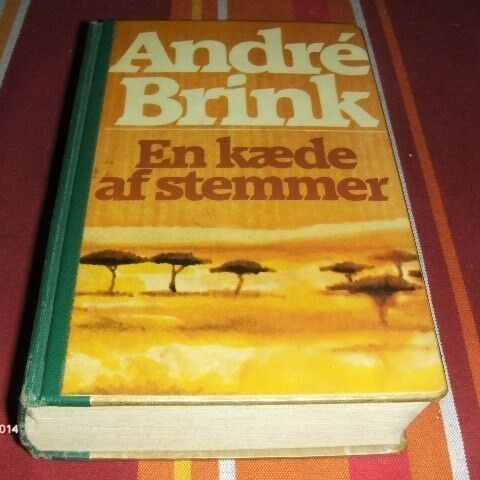 André
Brink
En kæde
af stemmer
014